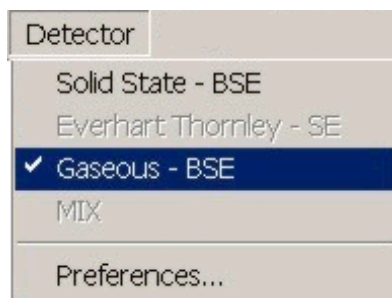 Detector
Solid State - BSE
Everhart Thornley - SE
Gaseous - BSE
MIX
Preferences...